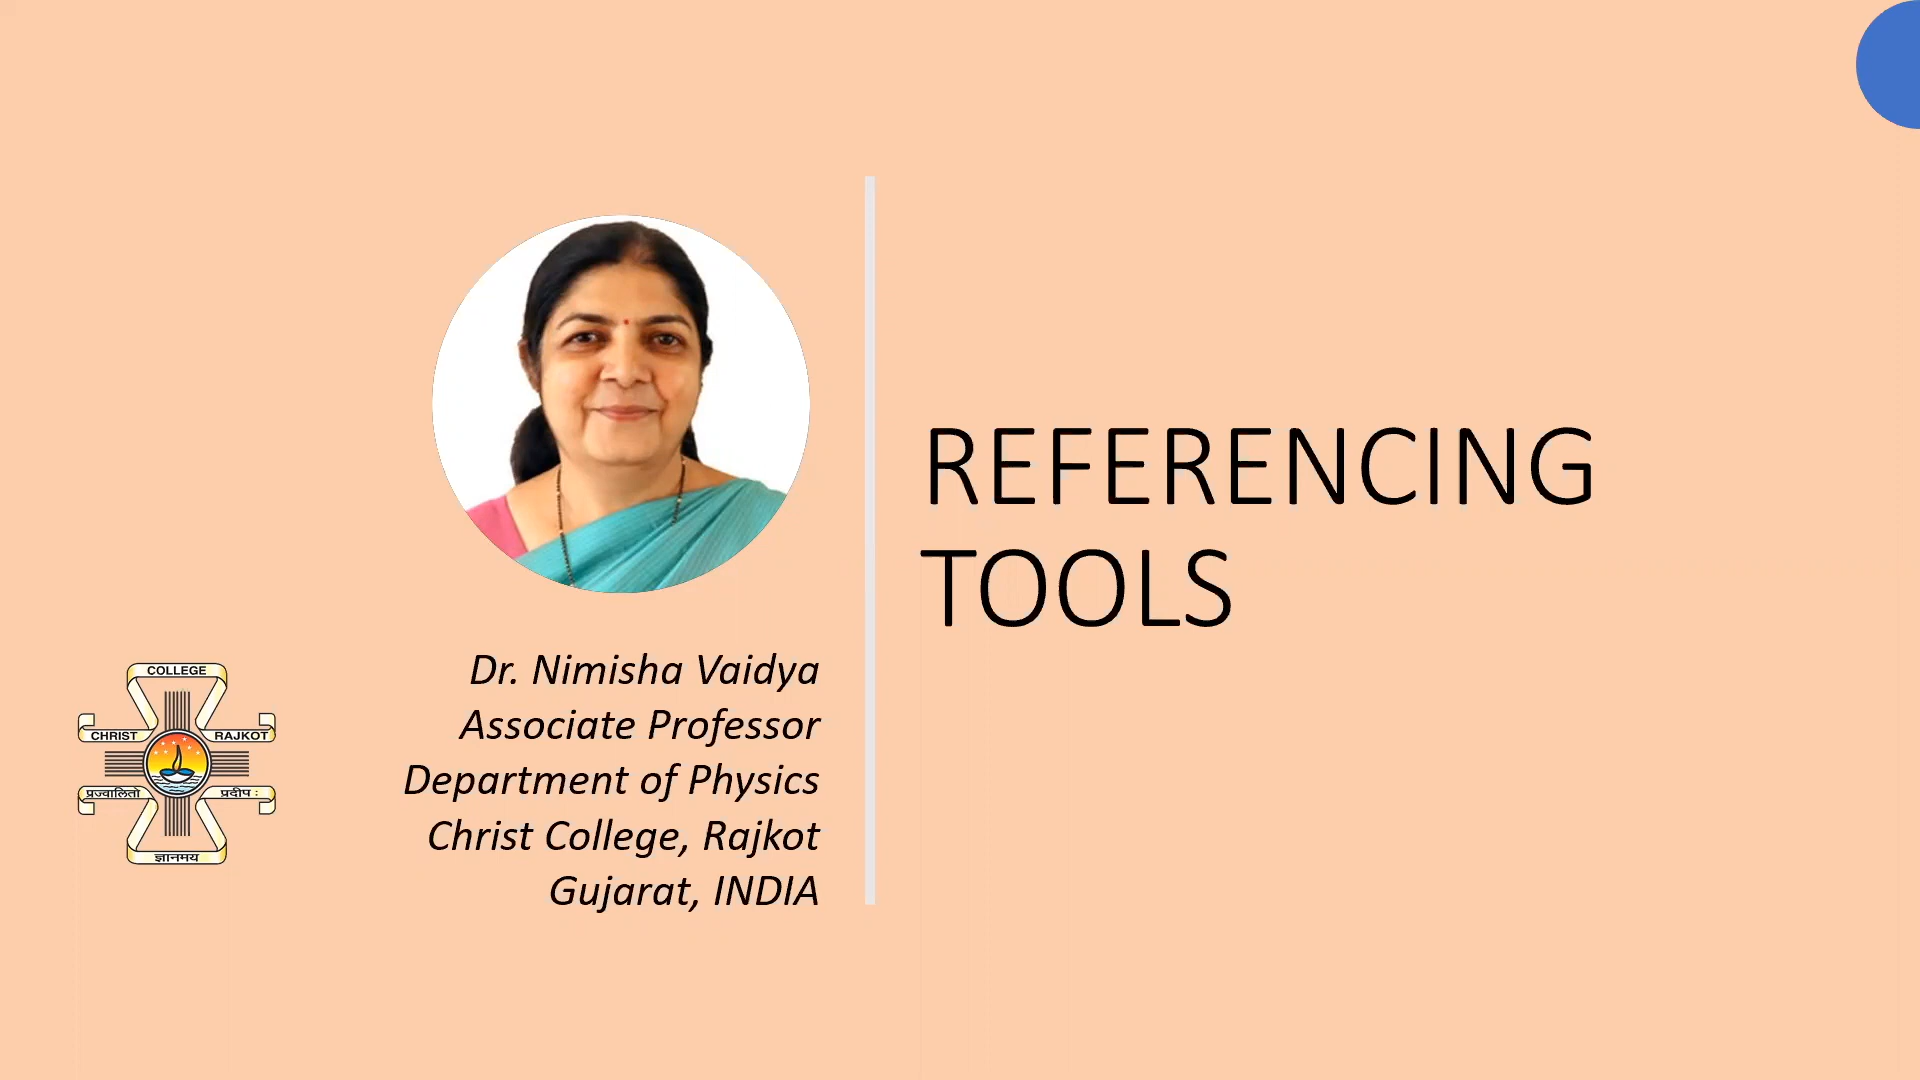 REFERENCING
TOOLS
Dr. Nimisha Vaidya
Associate Professor
Department of Physics
Christ College, Rajkot
Gujarat, INDIA
COLLEGE
CHRIST
RAJKOT
प्रज्वालितो
प्रदीप :
ज्ञानमय